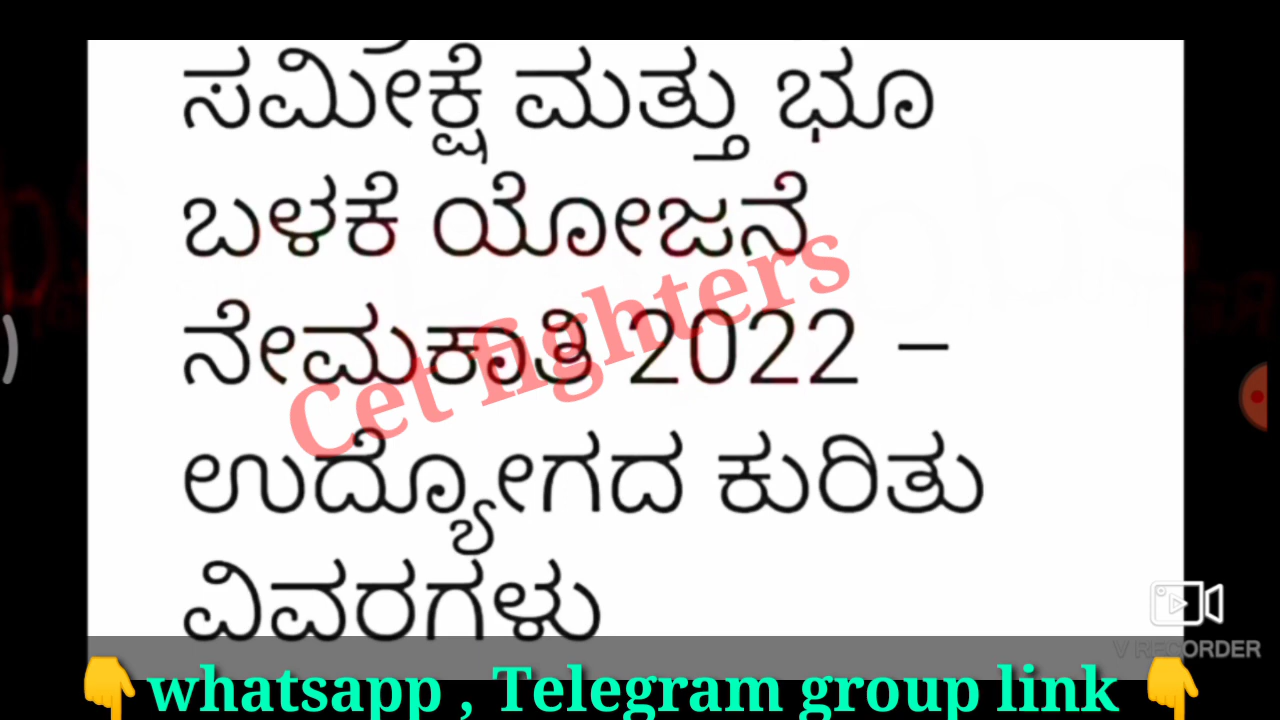 ಸಮೀಕ್ಷೆ ಮತ್ತು ಭೂ
ಬಳಕೆ ಯೋಜನೆ
ನೇಮಕಾತಿ 2022 –
ಉದ್ಯೋಗದ ಕುರಿತು
ವಿವರಗಳು
Cet fighters
V RECORDER
👇whatsapp , Telegram group link 👇